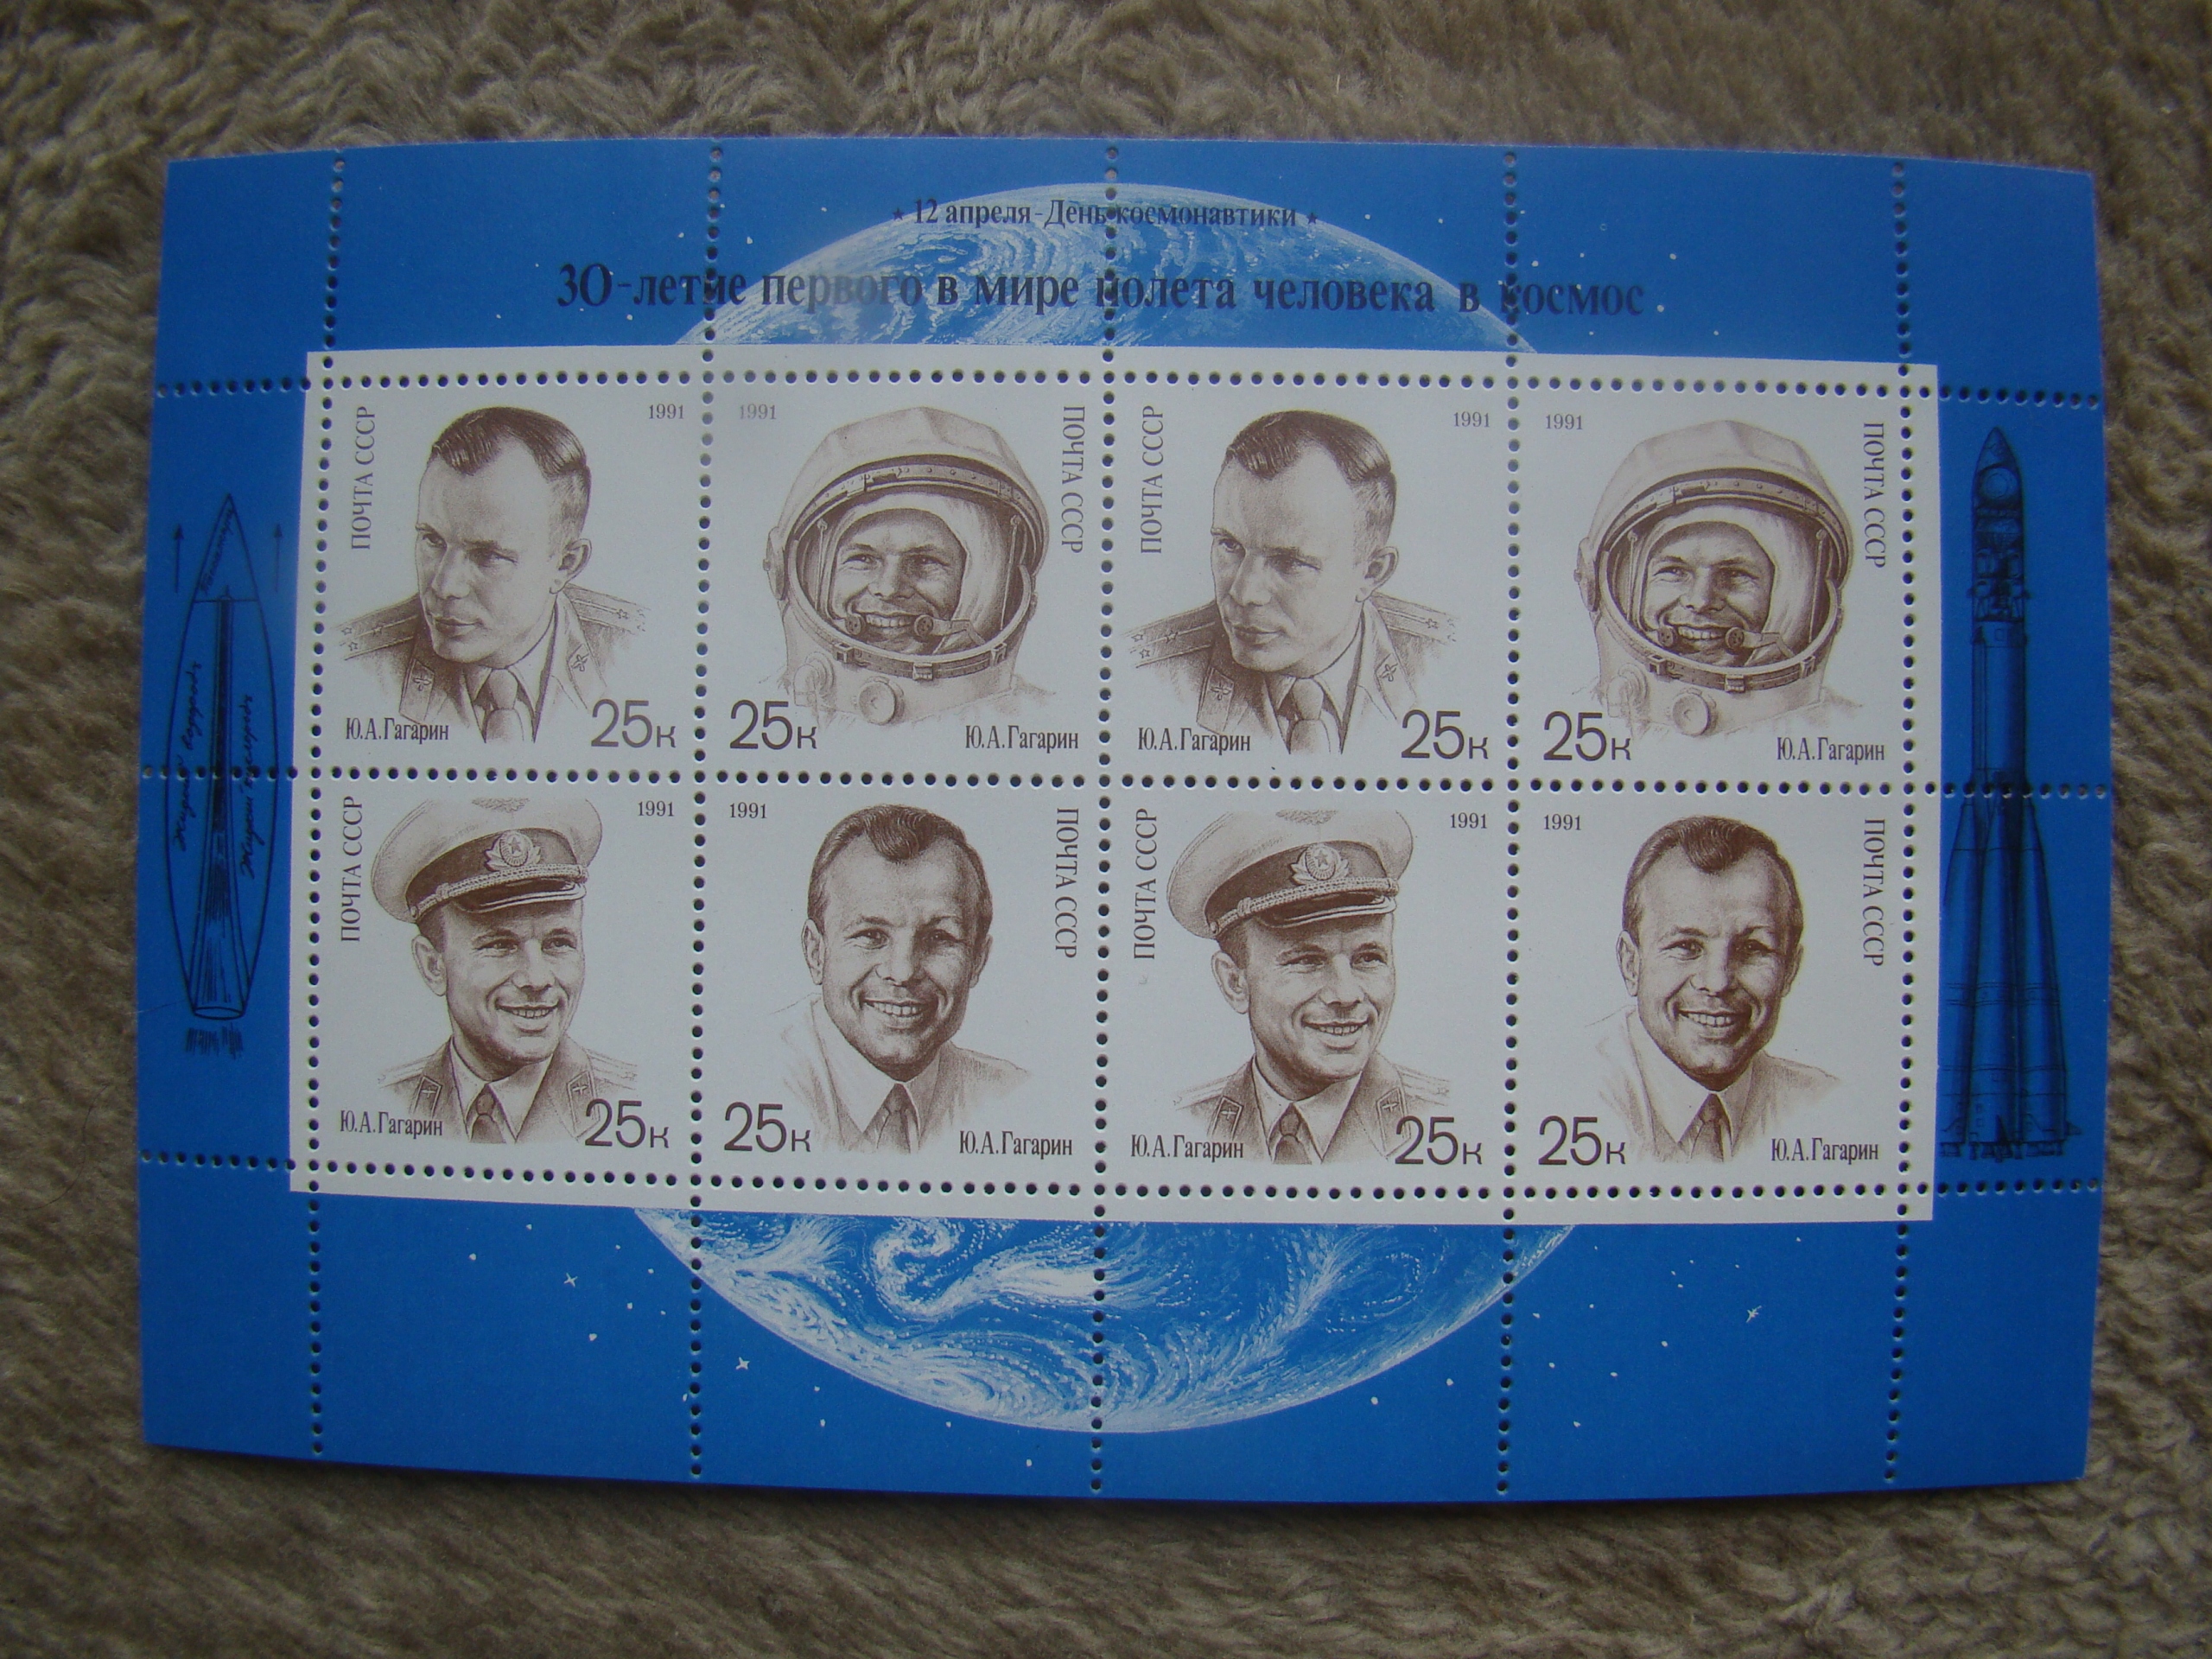 ★ 12 апреля-День космонавтики ★
30-летие первого в мире полета человека в космос
ПОЧТА СССР
1991
Ю.А.Гагарин
25к
1991
ПОЧТА СССР
25к
Ю.А.Гагарин
ПОЧТА СССР
1991
Ю.А.Гагарин
25к
1991
ПОЧТА СССР
25к
Ю.А.Гагарин
ПОЧТА СССР
1991
Ю.А.Гагарин
25к
1991
ПОЧТА СССР
25к
Ю.А.Гагарин
ПОЧТА СССР
1991
Ю.А.Гагарин
25к
1991
ПОЧТА СССР
25к
Ю.А.Гагарин